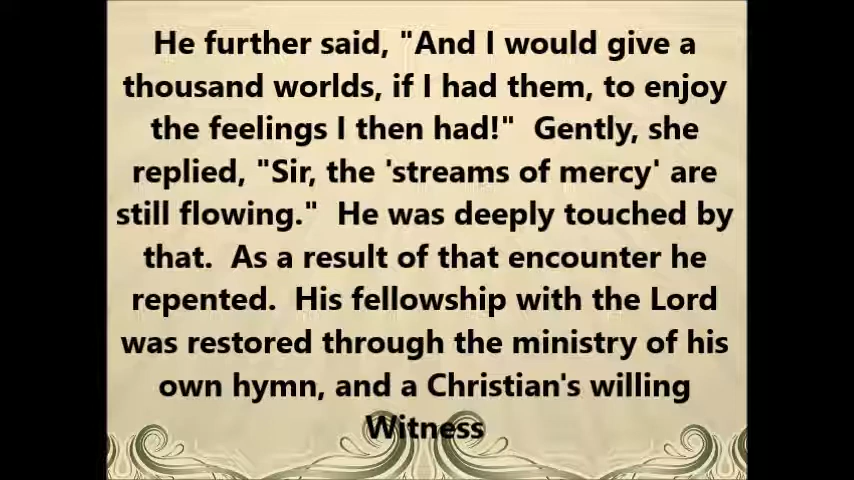 He further said, "And I would give a
thousand worlds, if I had them, to enjoy
the feelings I then had!"  Gently, she
replied, "Sir, the 'streams of mercy' are
still flowing."  He was deeply touched by
that.  As a result of that encounter he
repented.  His fellowship with the Lord
was restored through the ministry of his
own hymn, and a Christian's willing
Witness